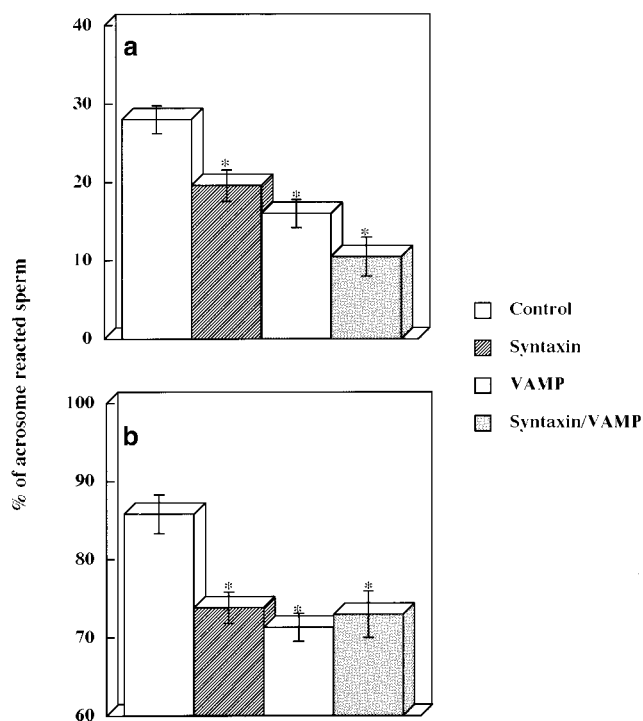 40
a
30
20
10
0
* * *
% of acrosome reacted sperm
Control
Syntaxin
VAMP
Syntaxin/VAMP
100
b
90
80
70
60
* * *